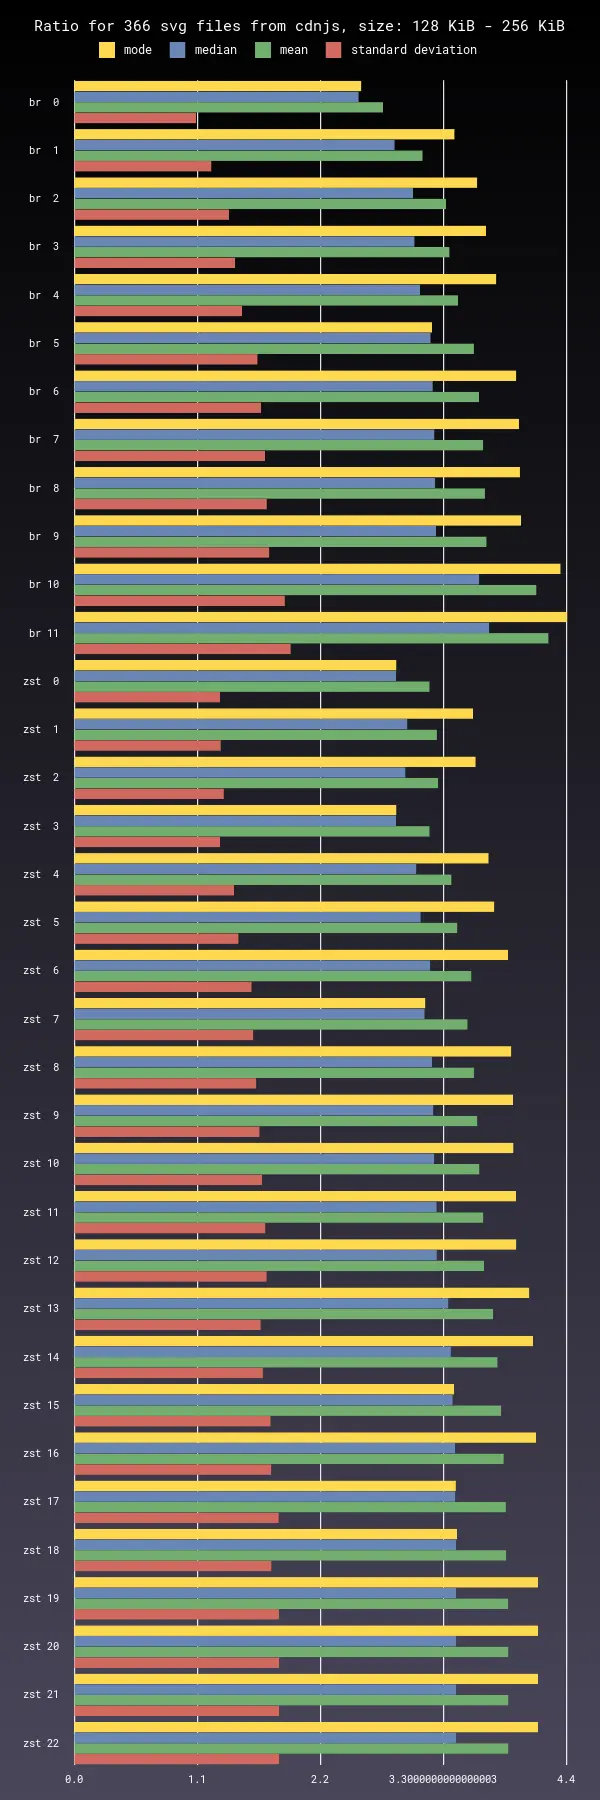 Ratio for 366 svg files from cdnjs, size: 128 KiB - 256 KiB
mode median mean standard deviation
br 0
br 1
br 2
br 3
br 4
br 5
br 6
br 7
br 8
br 9
br 10
br 11
zst 0
zst 1
zst 2
zst 3
zst 4
zst 5
zst 6
zst 7
zst 8
zst 9
zst 10
zst 11
zst 12
zst 13
zst 14
zst 15
zst 16
zst 17
zst 18
zst 19
zst 20
zst 21
zst 22
0.0 1.1 2.2 3.3000000000000003 4.4